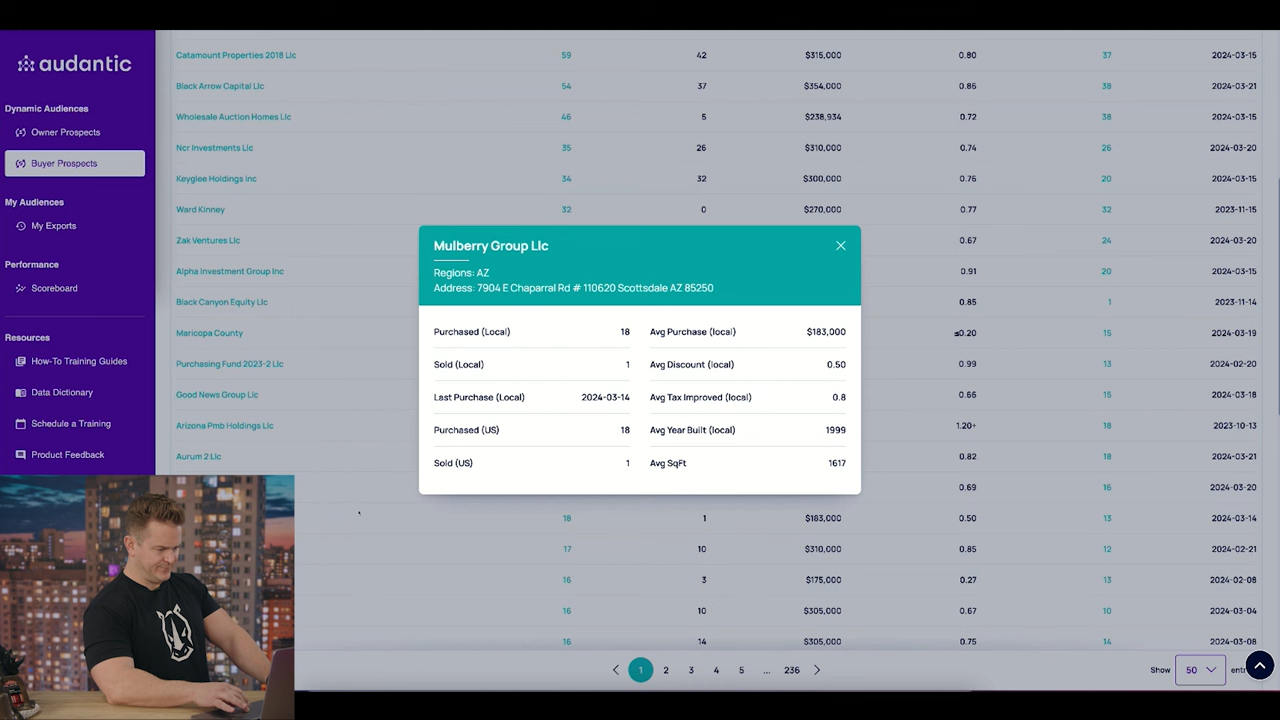 audantic
Dynamic Audiences
Owner Prospects
Buyer Prospects
My Audiences
My Exports
Performance
Scoreboard
Resources
How-To Training Guides
Data Dictionary
Schedule a Training
Product Feedback
Catamount Properties 2018 Llc 59 42 $315,000 0.80 37 2024-03-15
Black Arrow Capital Llc 54 37 $354,000 0.86 38 2024-03-21
Wholesale Auction Homes Llc 46 5 $238,934 0.72 38 2024-03-15
Ncr Investments Llc 35 26 $310,000 0.74 26 2024-03-20
Keyglee Holdings Inc 34 32 $300,000 0.76 20 2024-03-15
Ward Kinney 32 0 $270,000 0.77 32 2023-11-15
Zak Ventures Llc 0.67 24 2024-03-20
Alpha Investment Group Inc 0.91 20 2024-03-15
Black Canyon Equity Llc 0.85 1 2023-11-14
Maricopa County ≤0.20 15 2024-03-19
Purchasing Fund 2023-2 Llc 0.99 13 2024-02-20
Good News Group Llc 0.66 15 2024-03-18
Arizona Pmb Holdings Llc 1.20+ 18 2023-10-13
Aurum 2 Llc 0.82 18 2024-03-21
0.69 16 2024-03-20
18 1 $183,000 0.50 13 2024-03-14
17 10 $310,000 0.85 12 2024-02-21
16 3 $175,000 0.27 13 2024-02-08
16 10 $305,000 0.67 10 2024-03-04
16 14 $305,000 0.75 14 2024-03-08
Mulberry Group Llc
Regions: AZ
Address: 7904 E Chaparral Rd # 110620 Scottsdale AZ 85250
Purchased (Local) 18 Avg Purchase (local) $183,000
Sold (Local) 1 Avg Discount (local) 0.50
Last Purchase (Local) 2024-03-14 Avg Tax Improved (local) 0.8
Purchased (US) 18 Avg Year Built (local) 1999
Sold (US) 1 Avg SqFt 1617
1 2 3 4 5 ... 236
Show 50